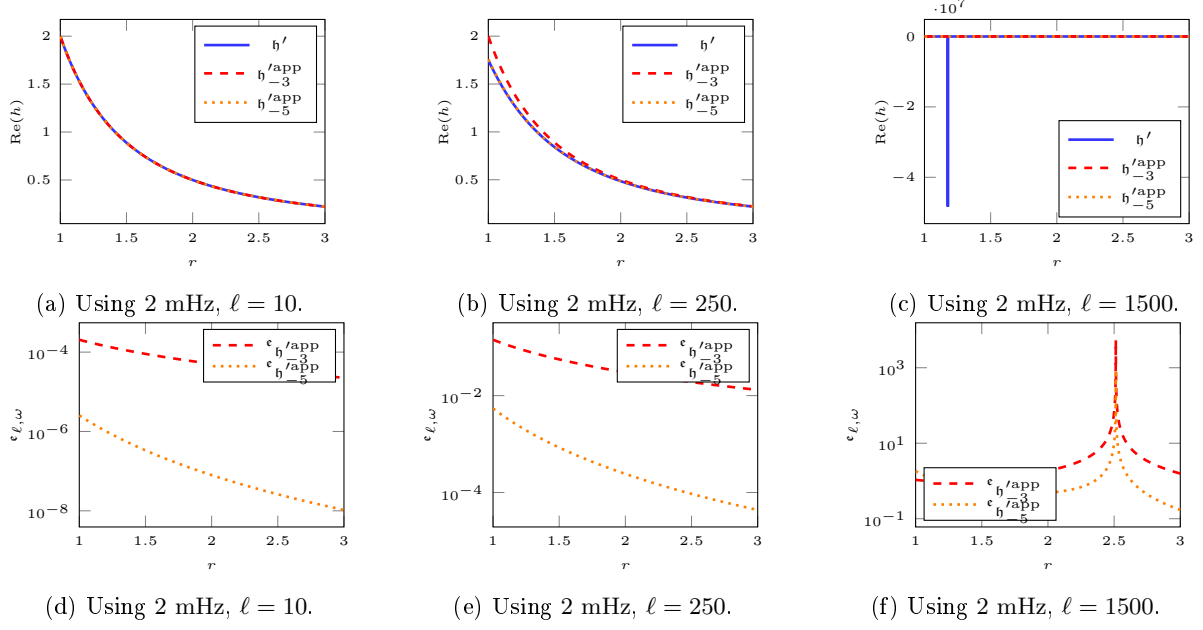 ·10⁷
2
1.5
1
0.5
Re(h)
𝔥′
𝔥′ᵃᵖᵖ₋₃
𝔥′ᵃᵖᵖ₋₅
1 1.5 2 2.5 3
r
(a) Using 2 mHz, ℓ = 10.
2
1.5
1
0.5
Re(h)
𝔥′
𝔥′ᵃᵖᵖ₋₃
𝔥′ᵃᵖᵖ₋₅
1 1.5 2 2.5 3
r
(b) Using 2 mHz, ℓ = 250.
0
−2
−4
Re(h)
𝔥′
𝔥′ᵃᵖᵖ₋₃
𝔥′ᵃᵖᵖ₋₅
1 1.5 2 2.5 3
r
(c) Using 2 mHz, ℓ = 1500.
10⁻⁴
10⁻⁶
10⁻⁸
𝔢ℓ,ω
𝔢 𝔥′ᵃᵖᵖ₋₃
𝔢 𝔥′ᵃᵖᵖ₋₅
1 1.5 2 2.5 3
r
(d) Using 2 mHz, ℓ = 10.
10⁻²
10⁻⁴
𝔢ℓ,ω
𝔢 𝔥′ᵃᵖᵖ₋₃
𝔢 𝔥′ᵃᵖᵖ₋₅
1 1.5 2 2.5 3
r
(e) Using 2 mHz, ℓ = 250.
10³
10¹
10⁻¹
𝔢ℓ,ω
𝔢 𝔥′ᵃᵖᵖ₋₃
𝔢 𝔥′ᵃᵖᵖ₋₅
1 1.5 2 2.5 3
r
(f) Using 2 mHz, ℓ = 1500.